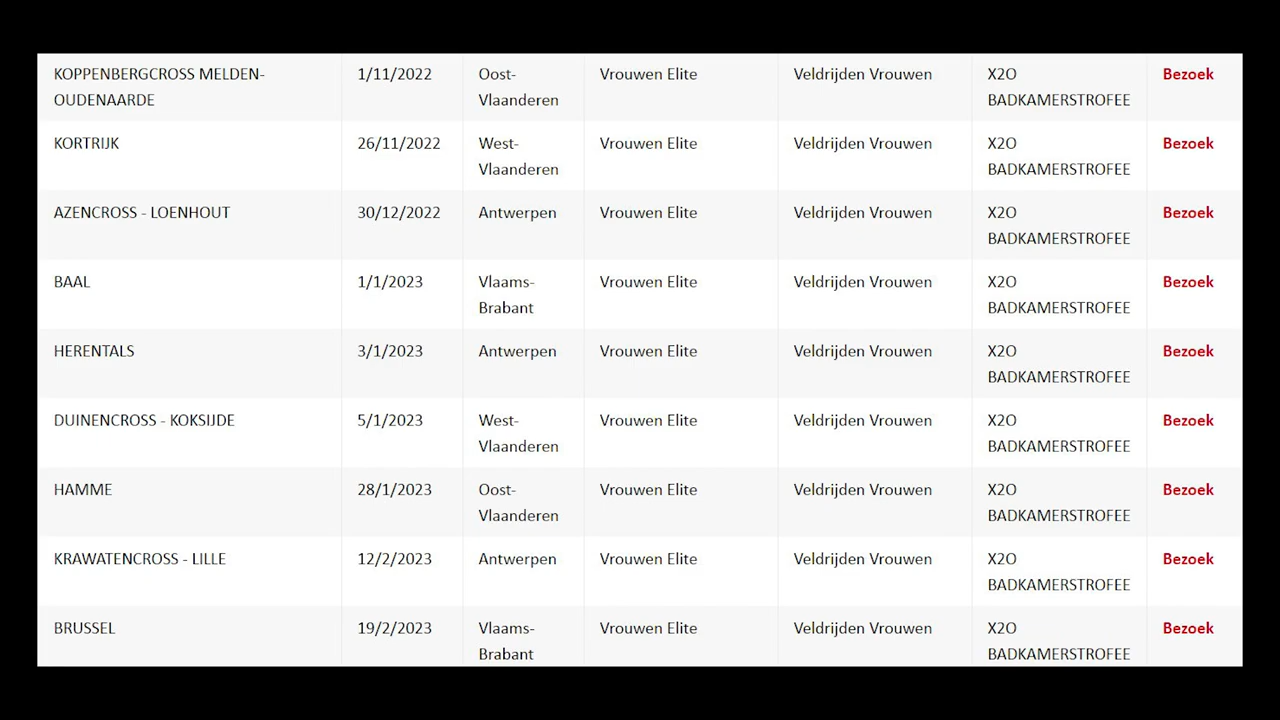 KOPPENBERGCROSS MELDEN- 1/11/2022 Oost- Vrouwen Elite Veldrijden Vrouwen X2O Bezoek
OUDENAARDE Vlaanderen BADKAMERSTROFEE
KORTRIJK 26/11/2022 West- Vrouwen Elite Veldrijden Vrouwen X2O Bezoek
Vlaanderen BADKAMERSTROFEE
AZENCROSS - LOENHOUT 30/12/2022 Antwerpen Vrouwen Elite Veldrijden Vrouwen X2O Bezoek
BADKAMERSTROFEE
BAAL 1/1/2023 Vlaams- Vrouwen Elite Veldrijden Vrouwen X2O Bezoek
Brabant BADKAMERSTROFEE
HERENTALS 3/1/2023 Antwerpen Vrouwen Elite Veldrijden Vrouwen X2O Bezoek
BADKAMERSTROFEE
DUINENCROSS - KOKSIJDE 5/1/2023 West- Vrouwen Elite Veldrijden Vrouwen X2O Bezoek
Vlaanderen BADKAMERSTROFEE
HAMME 28/1/2023 Oost- Vrouwen Elite Veldrijden Vrouwen X2O Bezoek
Vlaanderen BADKAMERSTROFEE
KRAWATENCROSS - LILLE 12/2/2023 Antwerpen Vrouwen Elite Veldrijden Vrouwen X2O Bezoek
BADKAMERSTROFEE
BRUSSEL 19/2/2023 Vlaams- Vrouwen Elite Veldrijden Vrouwen X2O Bezoek
Brabant BADKAMERSTROFEE